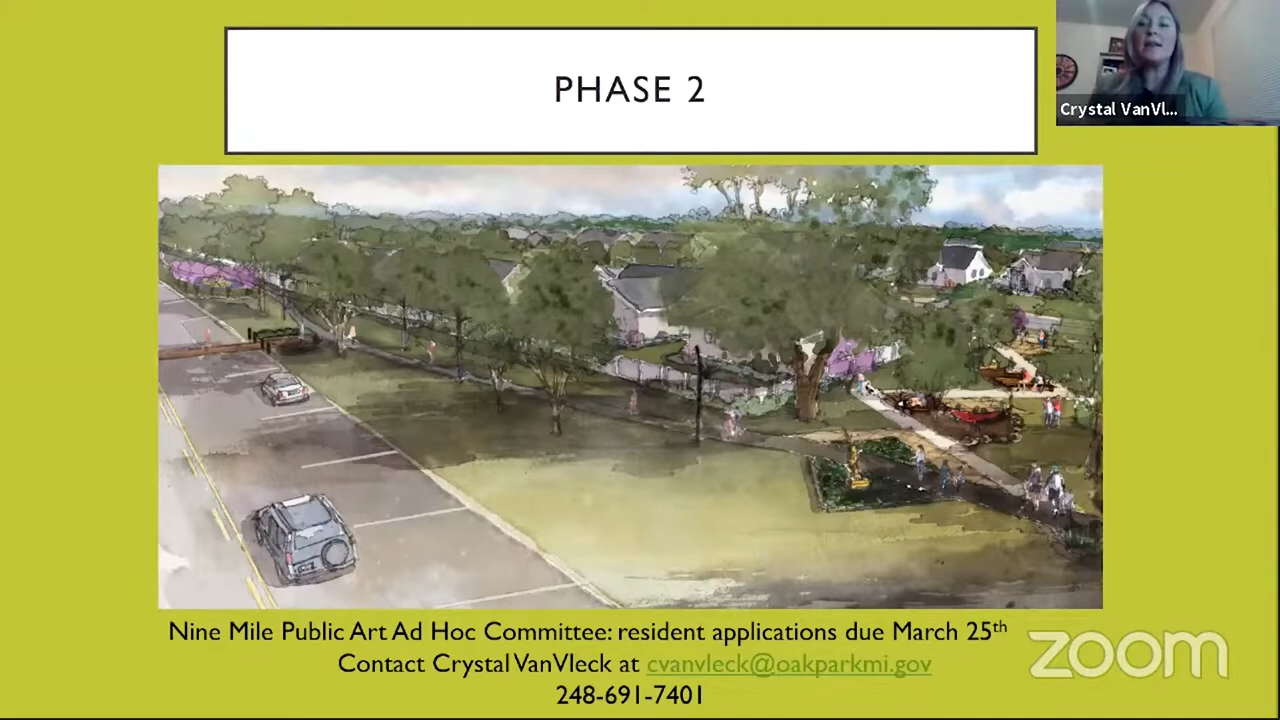 PHASE 2
Crystal VanVl...
Nine Mile Public Art Ad Hoc Committee: resident applications due March 25th
Contact Crystal VanVleck at cvanvleck@oakparkmi.gov
248-691-7401
zoom